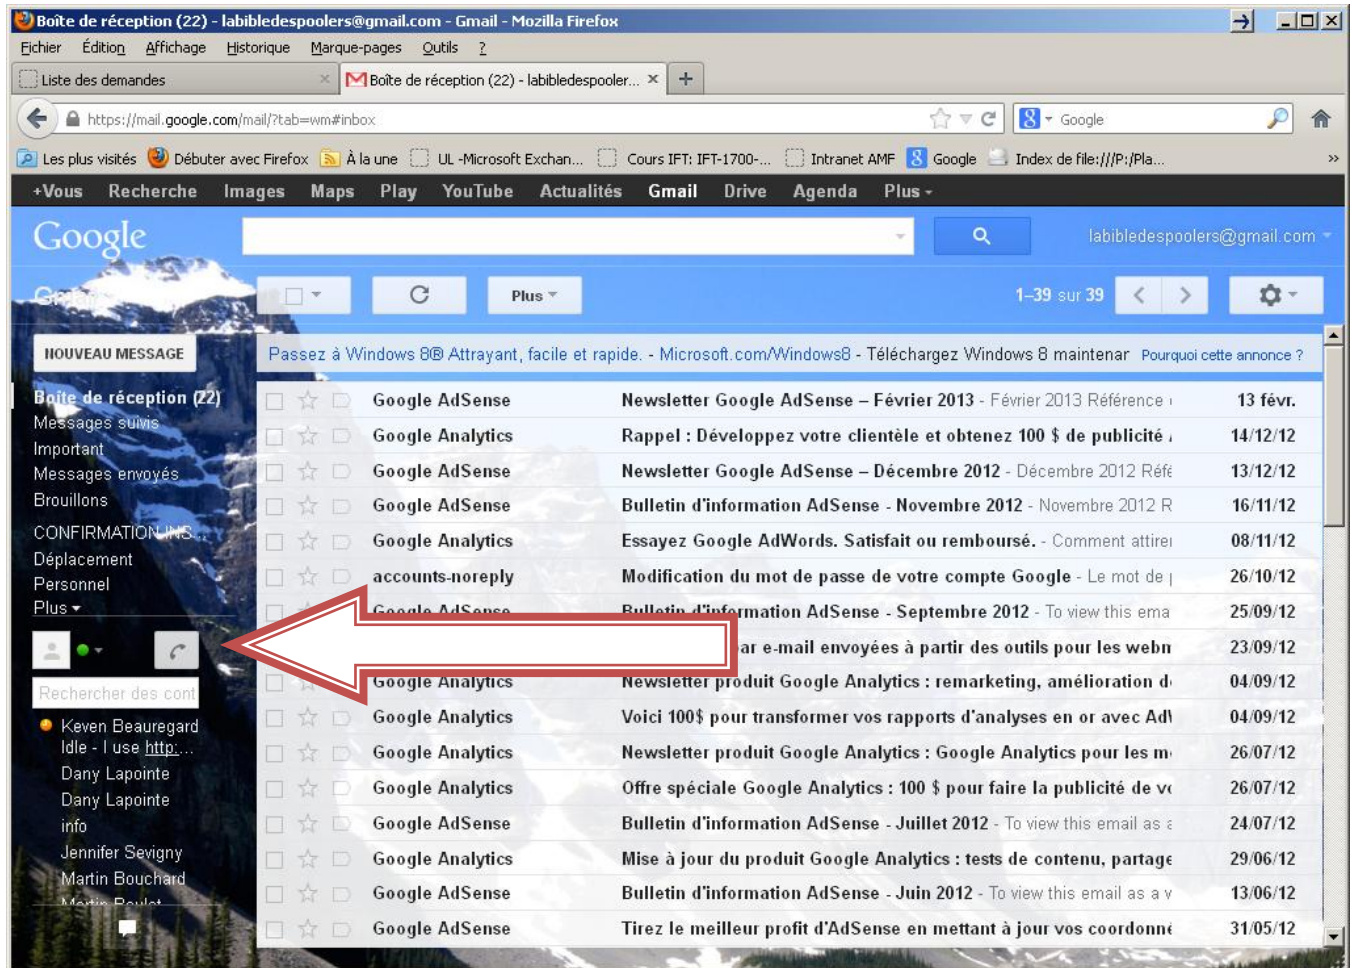 Boîte de réception (22) - labibledespoolers@gmail.com - Gmail - Mozilla Firefox
Fichier Édition Affichage Historique Marque-pages Outils ?
Liste des demandes Boîte de réception (22) - labibledespooler...
https://mail.google.com/mail/?tab=wm#inbox Google
Les plus visités Débuter avec Firefox À la une UL -Microsoft Exchan... Cours IFT: IFT-1700-... Intranet AMF Google Index de file:///P:/Pla... »
+Vous Recherche Images Maps Play YouTube Actualités Gmail Drive Agenda Plus
Google labibledespoolers@gmail.com
Plus 1–39 sur 39
NOUVEAU MESSAGE
Passez à Windows 8® Attrayant, facile et rapide. - Microsoft.com/Windows8 - Téléchargez Windows 8 maintenar Pourquoi cette annonce ?
Boîte de réception (22)
Messages suivis
Important
Messages envoyés
Brouillons
CONFIRMATION INS...
Déplacement
Personnel
Plus
Rechercher des cont
Keven Beauregard
Idle - I use http:...
Dany Lapointe
Dany Lapointe
info
Jennifer Sevigny
Martin Bouchard
Google AdSense Newsletter Google AdSense – Février 2013 - Février 2013 Référence 13 févr.
Google Analytics Rappel : Développez votre clientèle et obtenez 100 $ de publicité 14/12/12
Google AdSense Newsletter Google AdSense – Décembre 2012 - Décembre 2012 Réfé 13/12/12
Google AdSense Bulletin d'information AdSense - Novembre 2012 - Novembre 2012 R 16/11/12
Google Analytics Essayez Google AdWords. Satisfait ou remboursé. - Comment attirer 08/11/12
accounts-noreply Modification du mot de passe de votre compte Google - Le mot de 26/10/12
Google AdSense Bulletin d'information AdSense - Septembre 2012 - To view this ema 25/09/12
par e-mail envoyées à partir des outils pour les webm 23/09/12
Google Analytics Newsletter produit Google Analytics : remarketing, amélioration d 04/09/12
Google Analytics Voici 100$ pour transformer vos rapports d'analyses en or avec Ad 04/09/12
Google Analytics Newsletter produit Google Analytics : Google Analytics pour les m 26/07/12
Google Analytics Offre spéciale Google Analytics : 100 $ pour faire la publicité de vo 26/07/12
Google AdSense Bulletin d'information AdSense - Juillet 2012 - To view this email as a 24/07/12
Google Analytics Mise à jour du produit Google Analytics : tests de contenu, partage 29/06/12
Google AdSense Bulletin d'information AdSense - Juin 2012 - To view this email as a v 13/06/12
Google AdSense Tirez le meilleur profit d'AdSense en mettant à jour vos coordonné 31/05/12